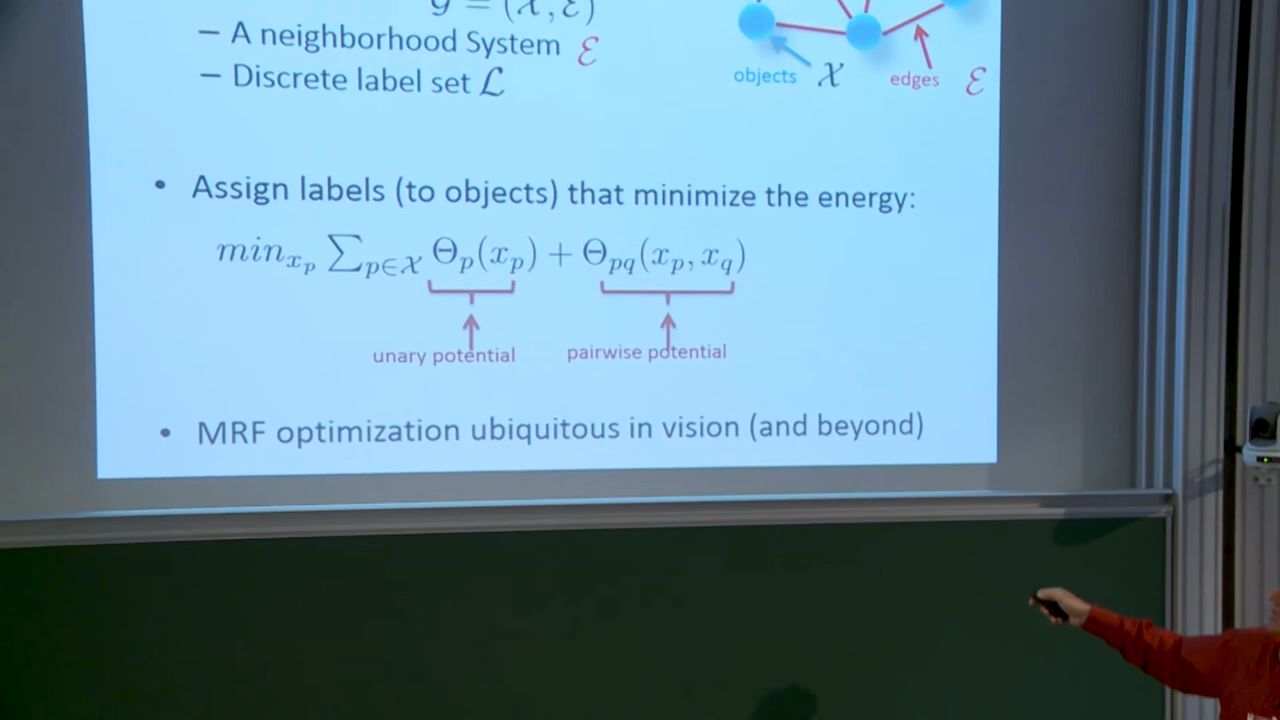 𝒢 = (𝒳, ℰ)
– A neighborhood System ℰ
– Discrete label set ℒ
objects 𝒳
edges ℰ
• Assign labels (to objects) that minimize the energy:
min_{x_p} ∑_{p∈𝒳} Θ_p(x_p) + Θ_{pq}(x_p, x_q)
unary potential
pairwise potential
• MRF optimization ubiquitous in vision (and beyond)